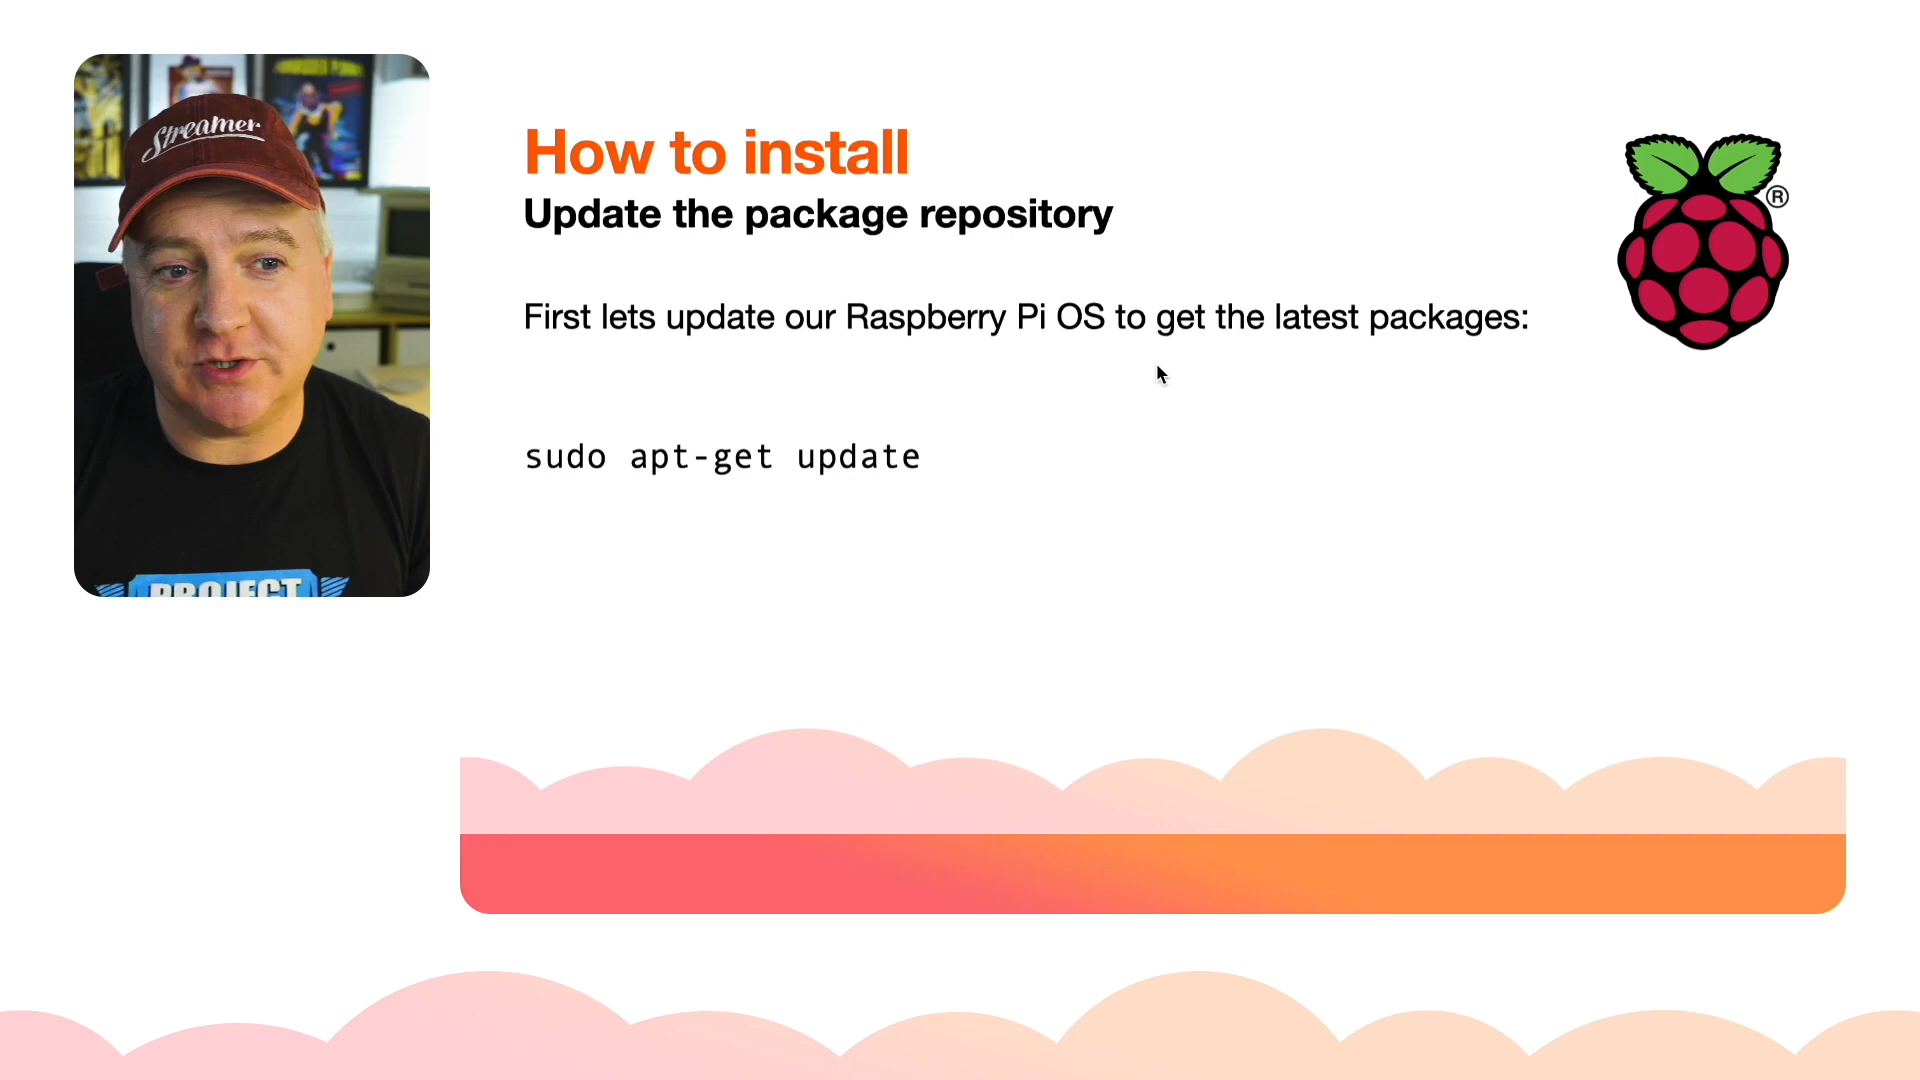 Streamer
PROJECT
How to install
Update the package repository
First lets update our Raspberry Pi OS to get the latest packages:
sudo apt-get update
®